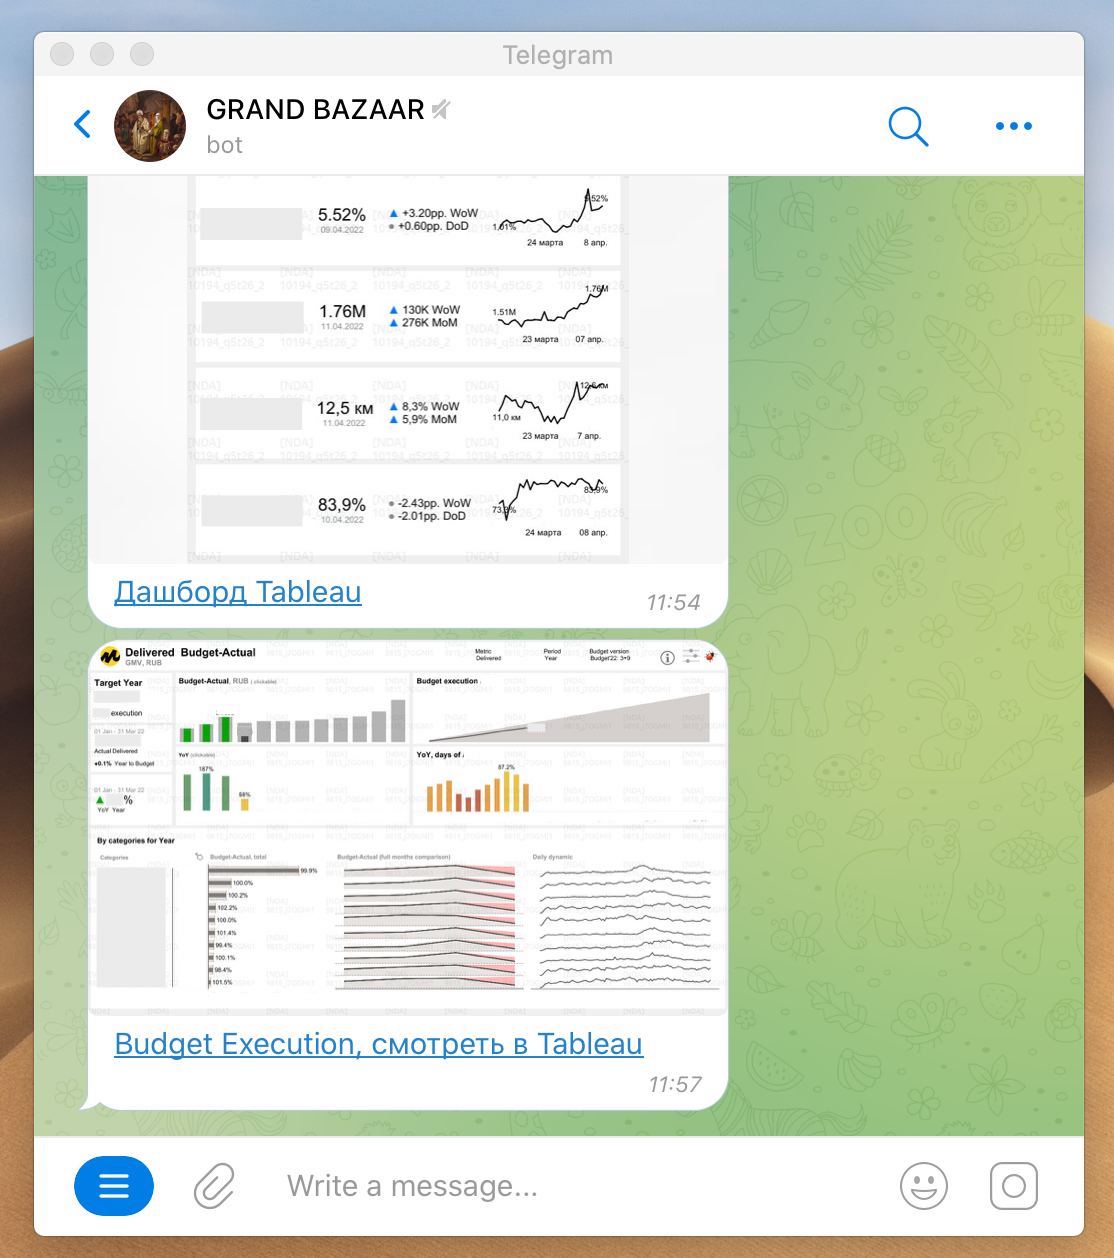 Telegram
GRAND BAZAAR
bot
5.52%
09.04.2022
+3.20pp. WoW
+0.60pp. DoD
5.52%
1.01%
24 марта
8 апр.
1.76M
11.04.2022
130K WoW
276K MoM
1.76M
1.51M
23 марта
07 апр.
12,5 км
11.04.2022
8,3% WoW
5,9% MoM
11,0 км
23 марта
7 апр.
83,9%
10.04.2022
-2.43pp. WoW
-2.01pp. DoD
83,9%
24 марта
08 апр.
[NDA]
10194_q5t26_2
Дашборд Tableau
11:54
Delivered Budget-Actual
GMV, RUB
Metric
Delivered
Period
Year
Budget version
Budget'22: 3+9
Target Year
execution
01 Jan - 31 Mar 22
Actual Delivered
+0.1% Year to Budget
01 Jan - 31 Mar 22
%
YoY Year
Budget-Actual, RUB (clickable)
Budget execution
YoY (clickable)
187%
58%
YoY, days of
87.2%
By categories for Year
Categories
Budget-Actual, total
Budget-Actual (full months comparison)
Daily dynamic
99.9%
100.0%
100.2%
102.2%
100.0%
101.4%
99.4%
100.1%
98.4%
101.5%
Budget Execution, смотреть в Tableau
11:57
Write a message...